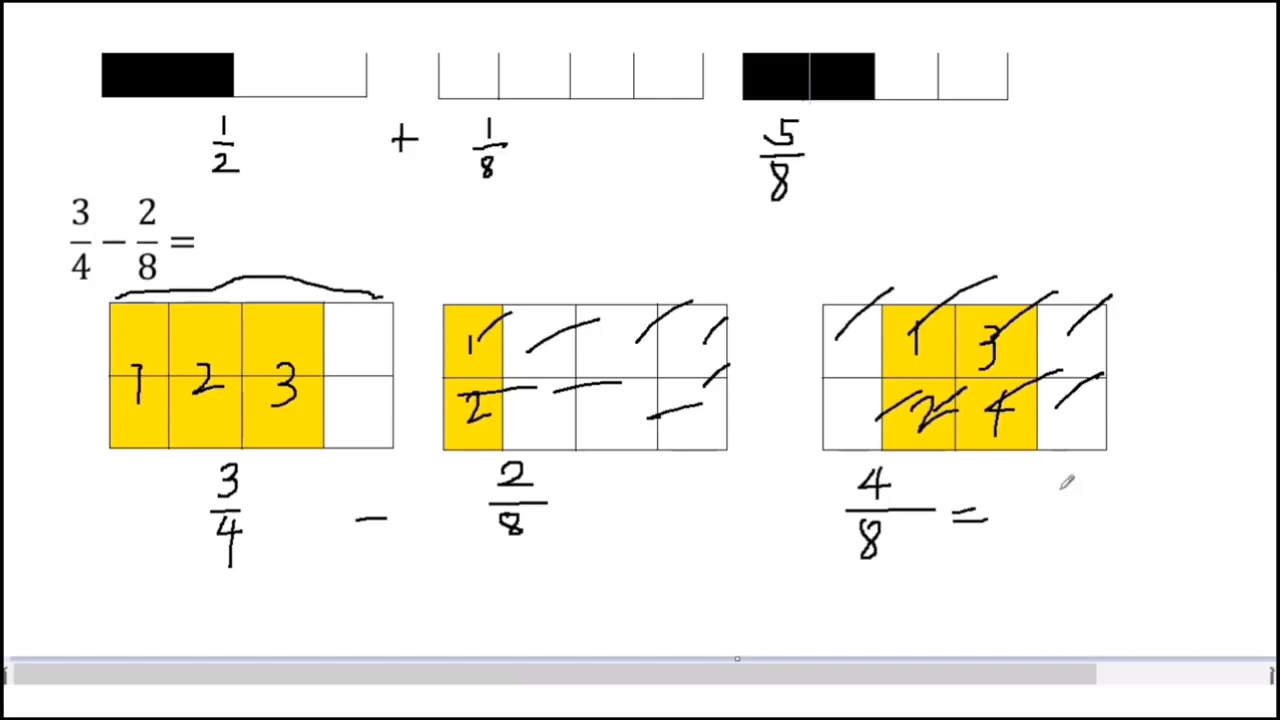 1/2 + 1/8 5/8
3/4 − 2/8 =
1 2 3 1 1 3
2 2 4
3/4 − 2/8 4/8 =